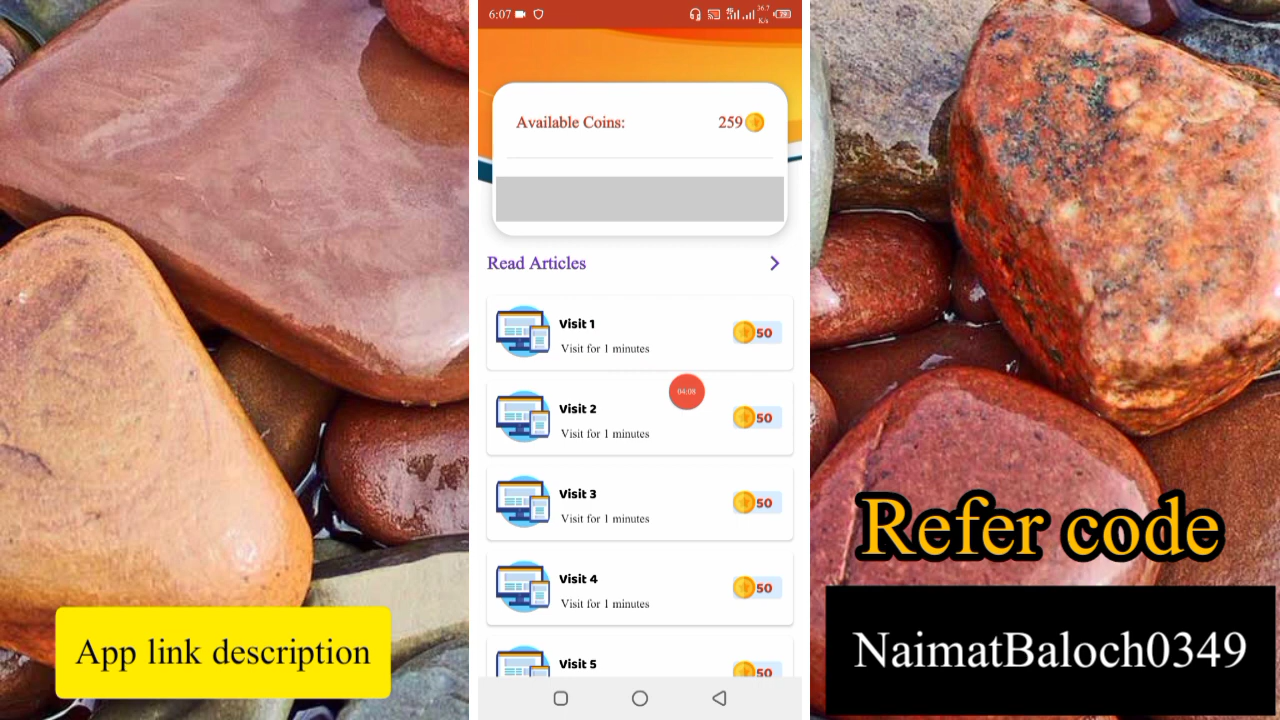 6:07
36.7
K/s
Available Coins: 259
Read Articles
Visit 1
Visit for 1 minutes
50
04:08
Visit 2
Visit for 1 minutes
50
Visit 3
Visit for 1 minutes
50
Visit 4
Visit for 1 minutes
50
Visit 5
50
App link description
Refer code
NaimatBaloch0349